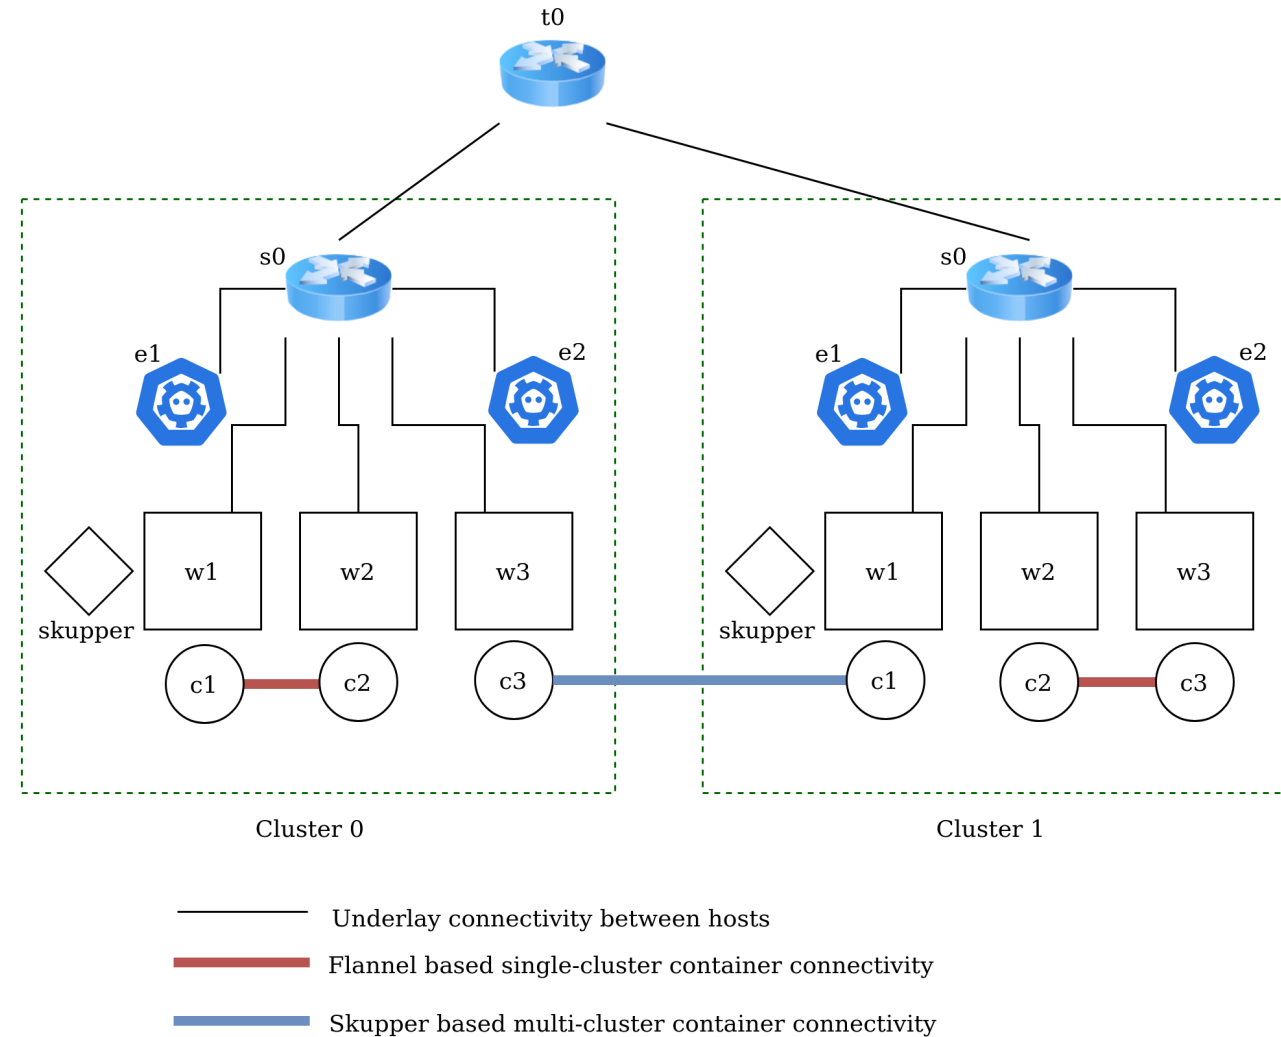 t0
s0
s0
e1
e2
e1
e2
w1
w2
w3
w1
w2
w3
skupper
skupper
c1
c2
c3
c1
c2
c3
Cluster 0
Cluster 1
Underlay connectivity between hosts
Flannel based single-cluster container connectivity
Skupper based multi-cluster container connectivity